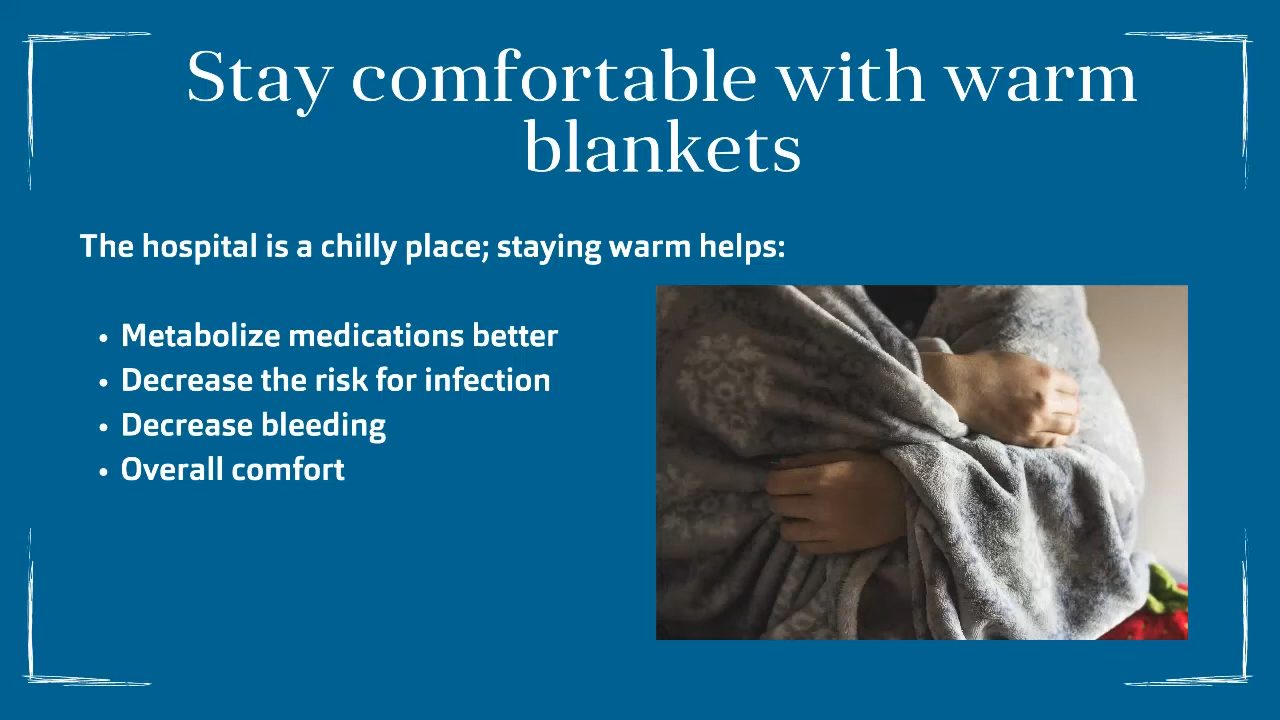 Stay comfortable with warm
blankets
The hospital is a chilly place; staying warm helps:
• Metabolize medications better
• Decrease the risk for infection
• Decrease bleeding
• Overall comfort